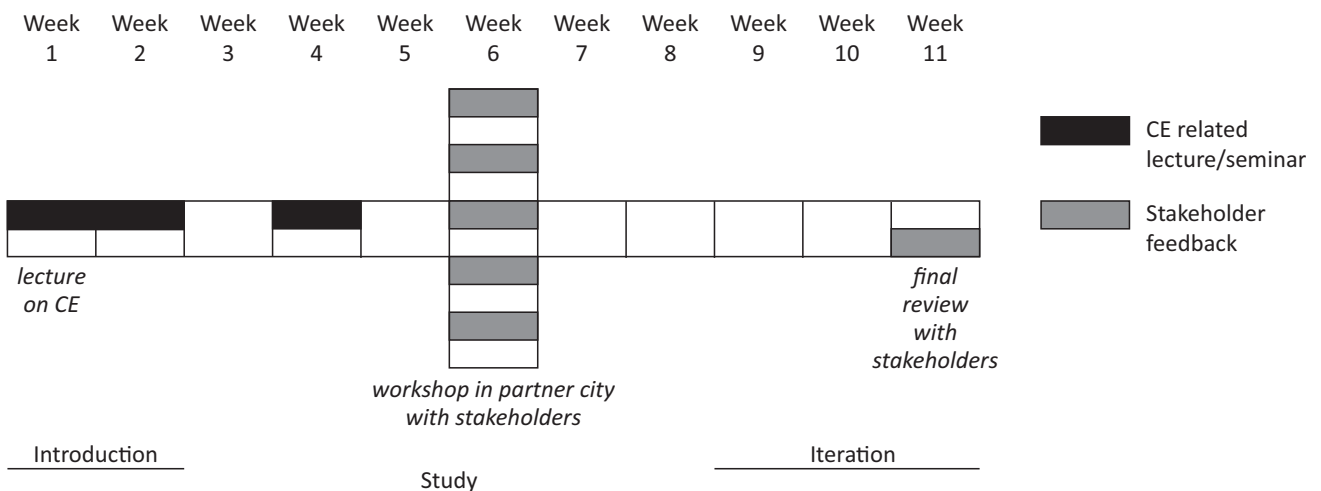 Week Week Week Week Week Week Week Week Week Week Week
1 2 3 4 5 6 7 8 9 10 11
CE related
lecture/seminar
Stakeholder
feedback
lecture
on CE
final
review
with
stakeholders
workshop in partner city
with stakeholders
Introduction
Iteration
Study